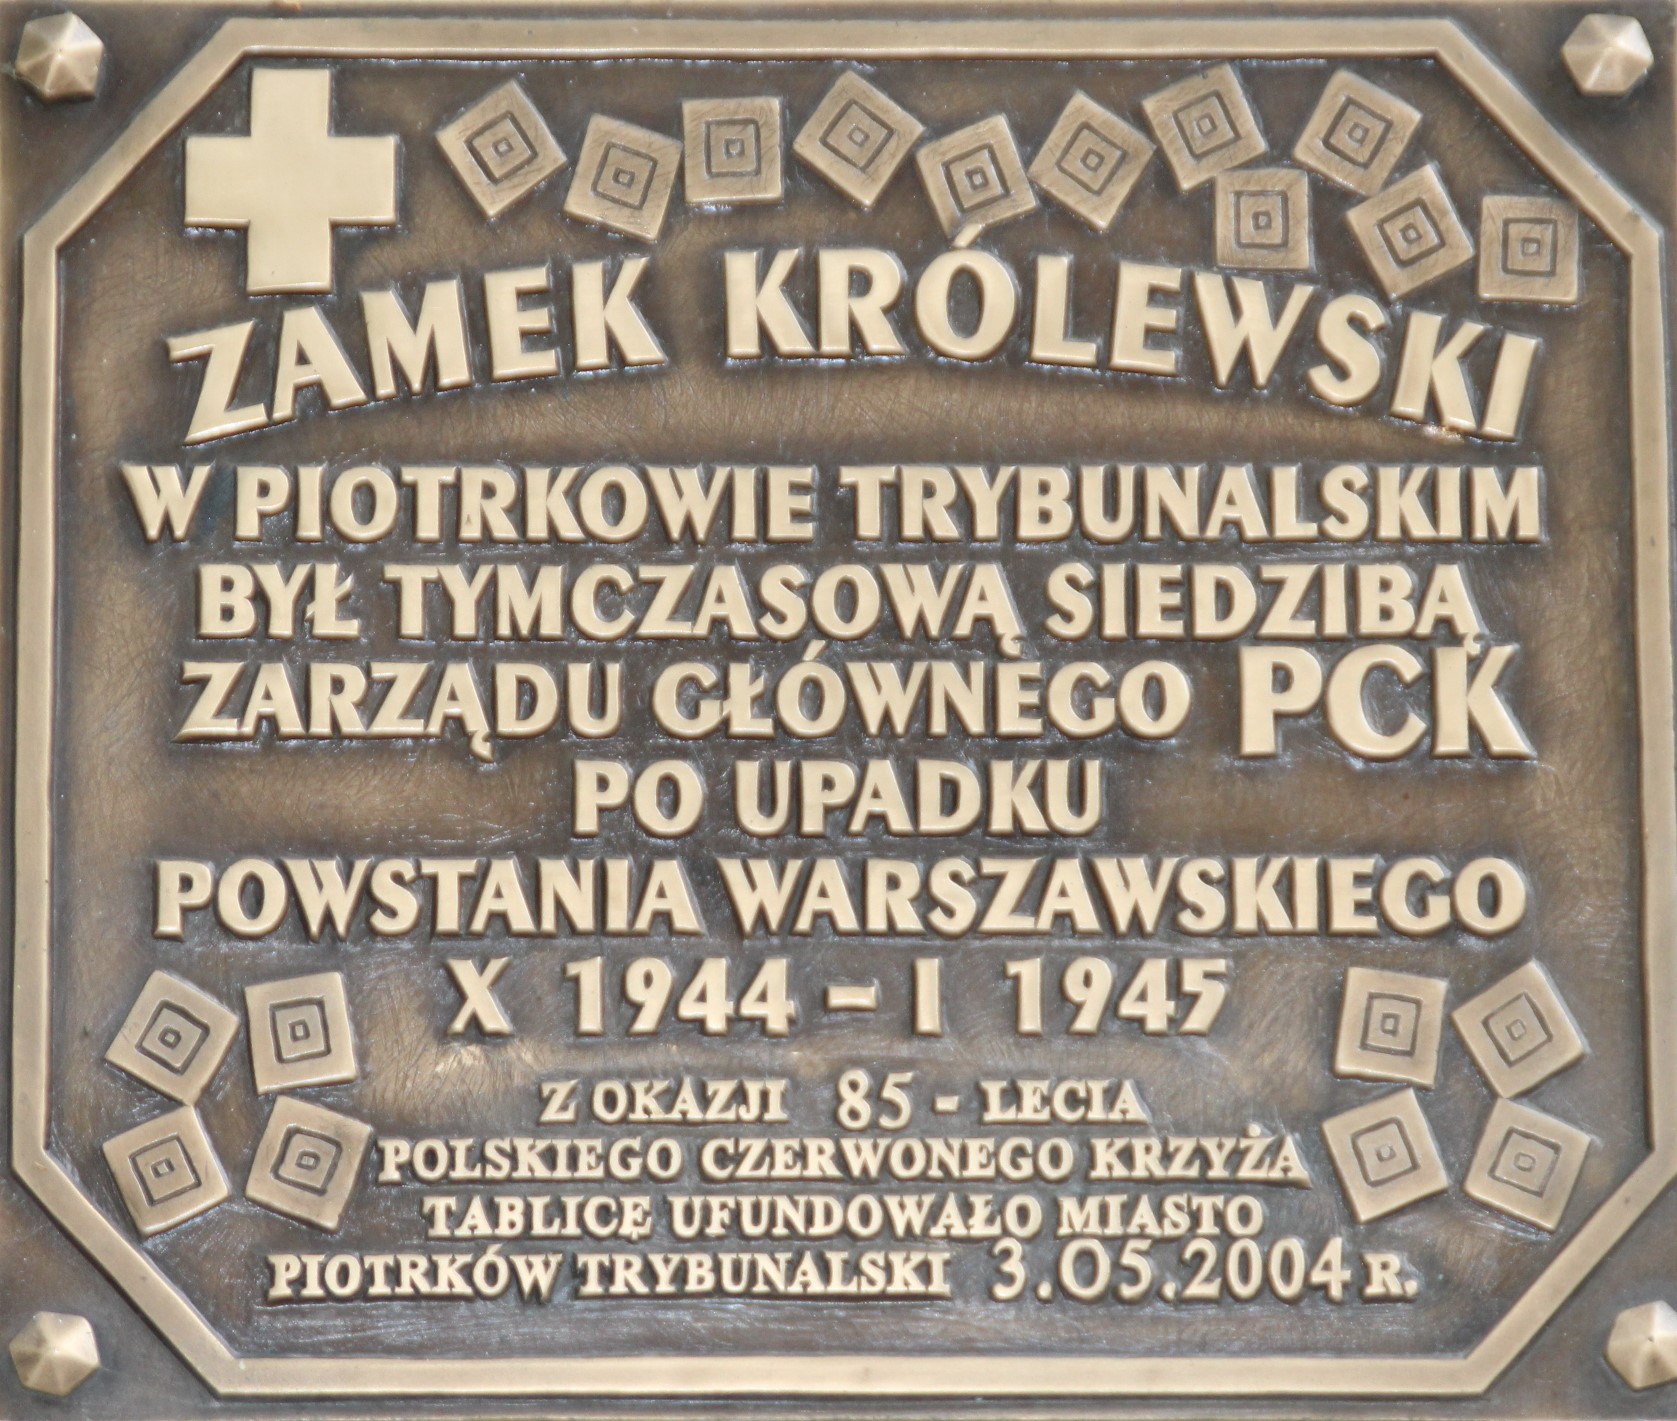 ZAMEK KRÓLEWSKI
W PIOTRKOWIE TRYBUNALSKIM
BYŁ TYMCZASOWĄ SIEDZIBĄ
ZARZĄDU GŁÓWNEGO PCK
PO UPADKU
POWSTANIA WARSZAWSKIEGO
X 1944 – I 1945
Z OKAZJI 85 - LECIA
POLSKIEGO CZERWONEGO KRZYŻA
TABLICĘ UFUNDOWAŁO MIASTO
PIOTRKÓW TRYBUNALSKI 3.05.2004 R.